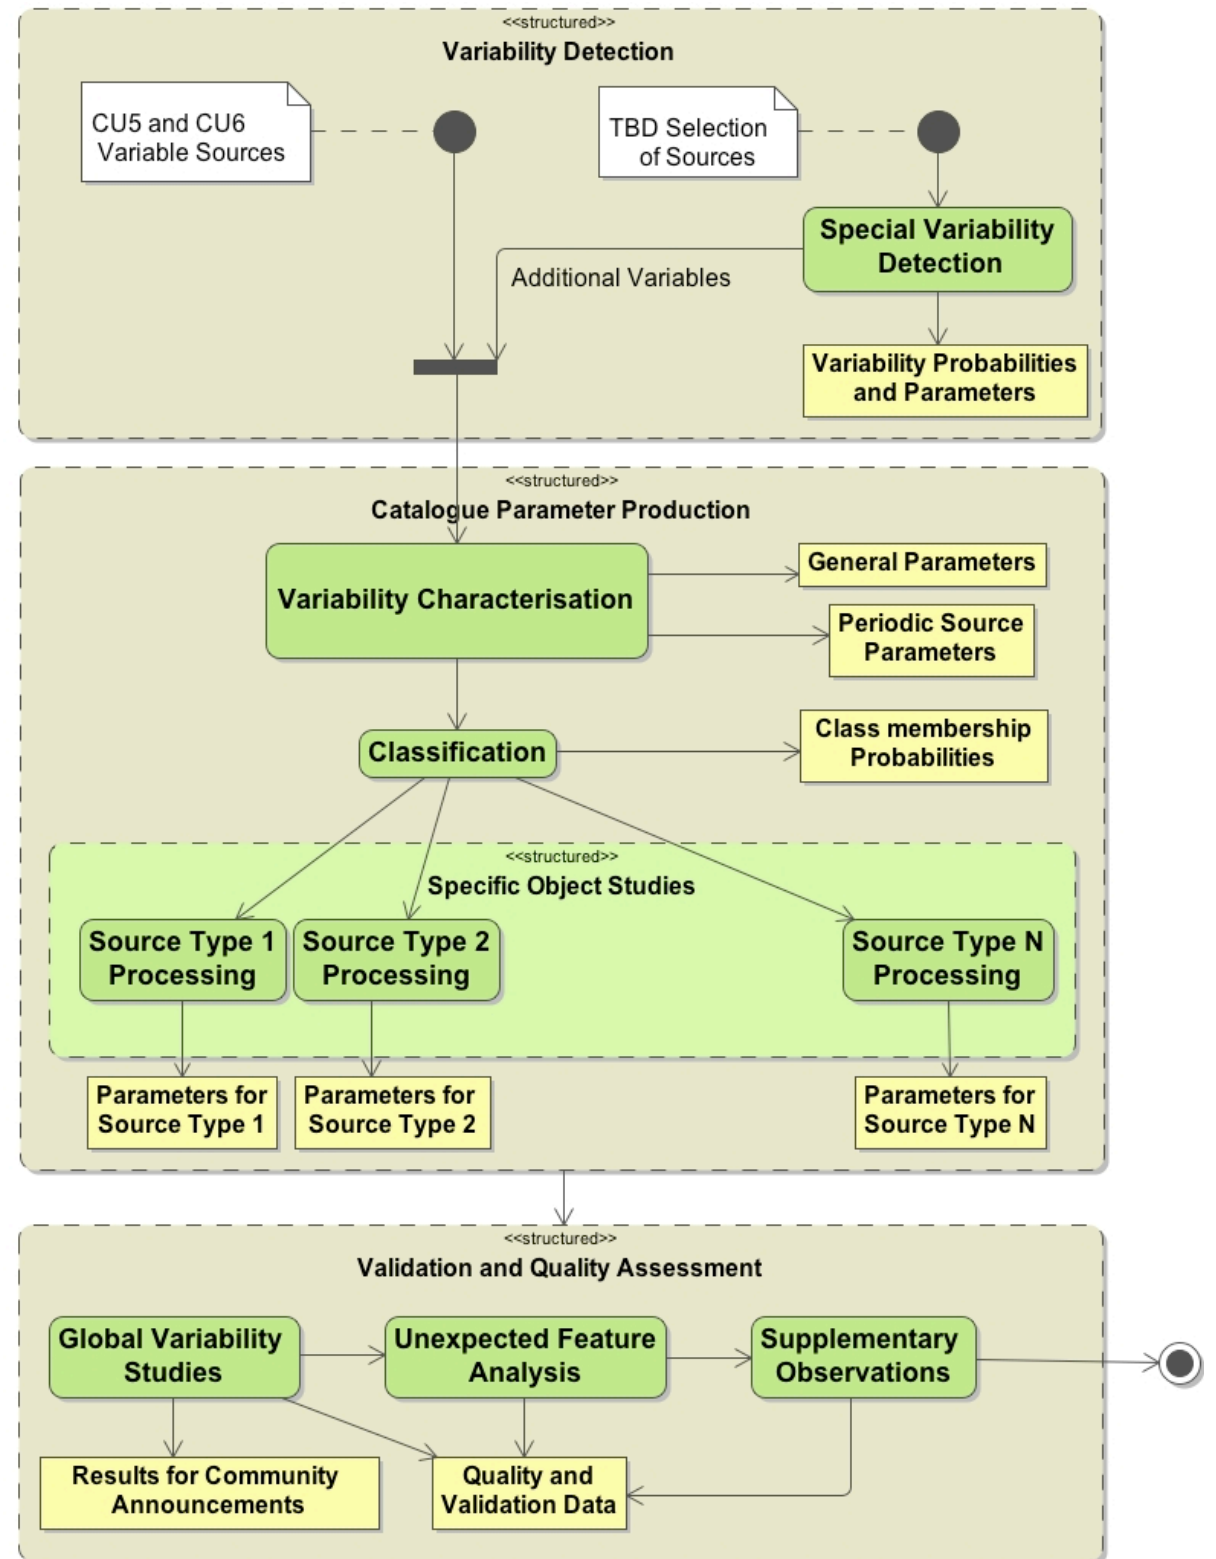 <<structured>>
Variability Detection
CU5 and CU6
Variable Sources
TBD Selection
of Sources
Special Variability
Detection
Additional Variables
Variability Probabilities
and Parameters
<<structured>>
Catalogue Parameter Production
Variability Characterisation
General Parameters
Periodic Source
Parameters
Classification
Class membership
Probabilities
<<structured>>
Specific Object Studies
Source Type 1
Processing
Source Type 2
Processing
Source Type N
Processing
Parameters for
Source Type 1
Parameters for
Source Type 2
Parameters for
Source Type N
<<structured>>
Validation and Quality Assessment
Global Variability
Studies
Unexpected Feature
Analysis
Supplementary
Observations
Results for Community
Announcements
Quality and
Validation Data